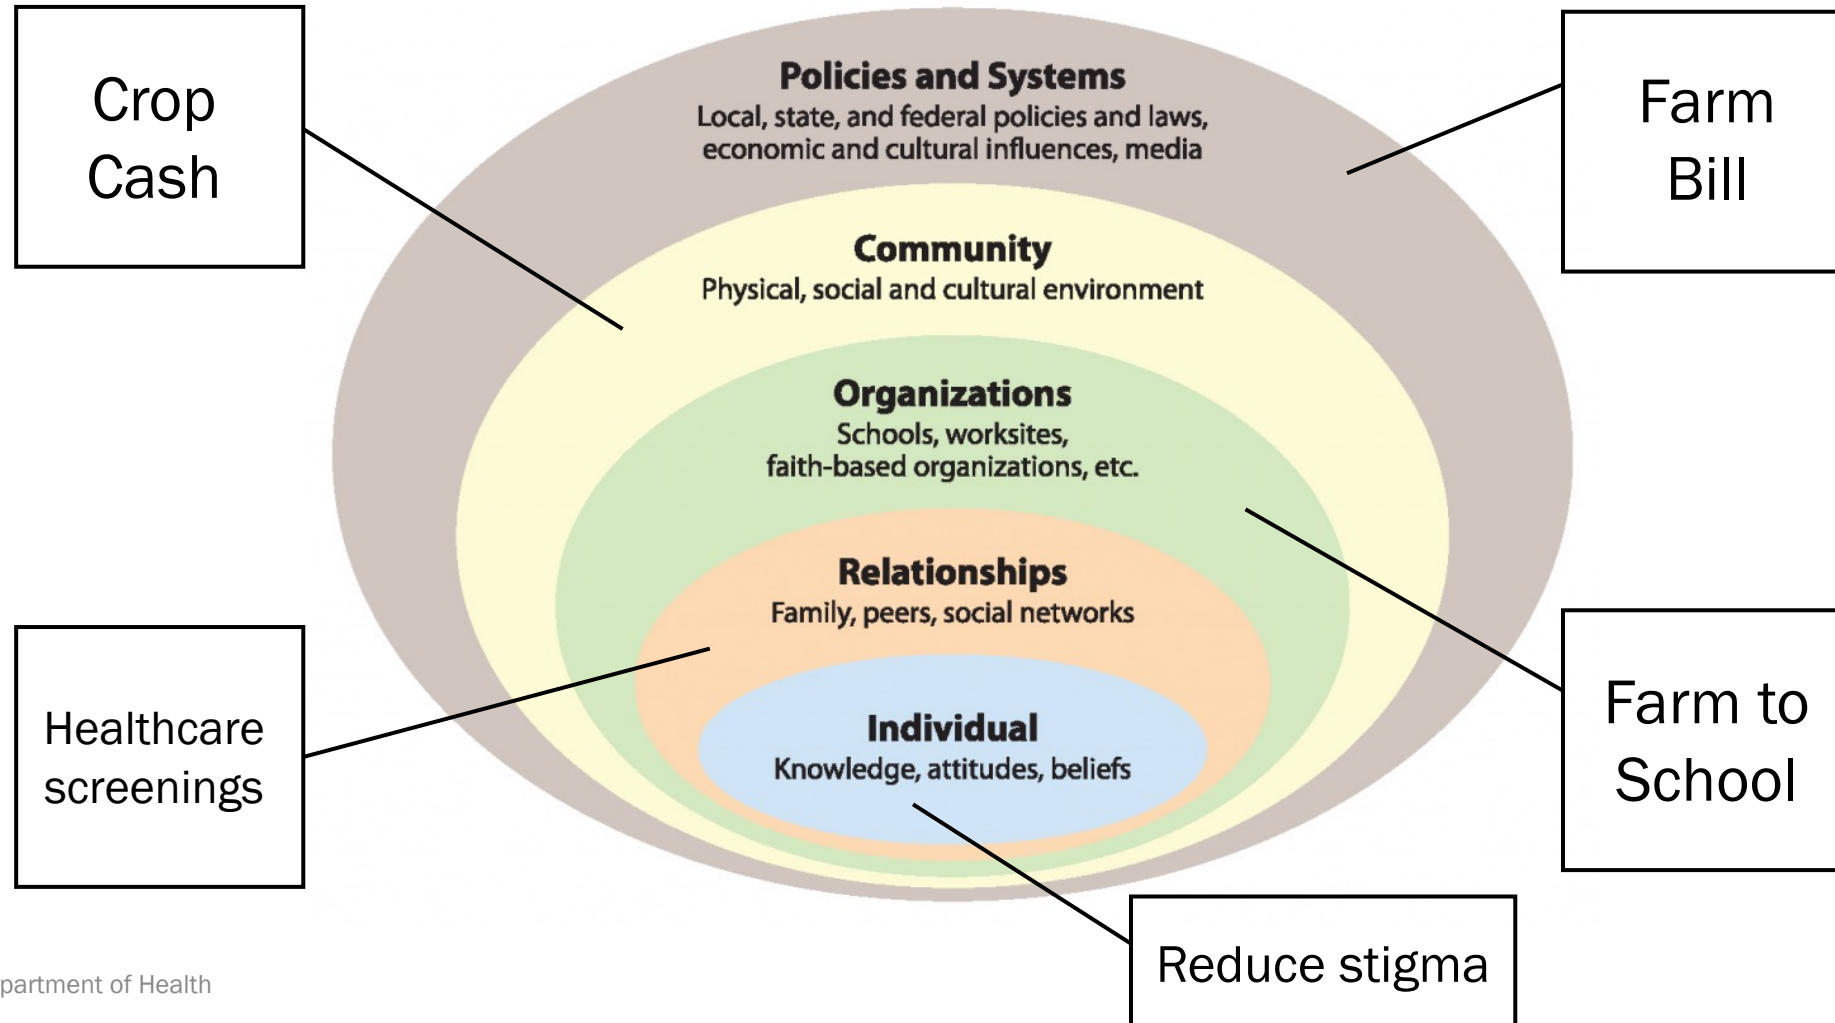 Crop
Cash
Policies and Systems
Local, state, and federal policies and laws,
economic and cultural influences, media
Farm
Bill
Community
Physical, social and cultural environment
Organizations
Schools, worksites,
faith-based organizations, etc.
Relationships
Family, peers, social networks
Healthcare
screenings
Individual
Knowledge, attitudes, beliefs
Farm to
School
Reduce stigma
partment of Health